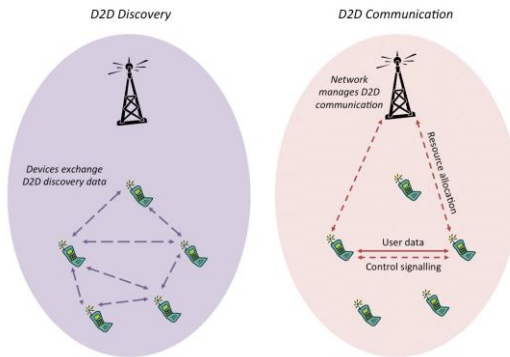 D2D Discovery
Devices exchange
D2D discovery data
D2D Communication
Network
manages D2D
communication
Resource allocation
User data
Control signalling